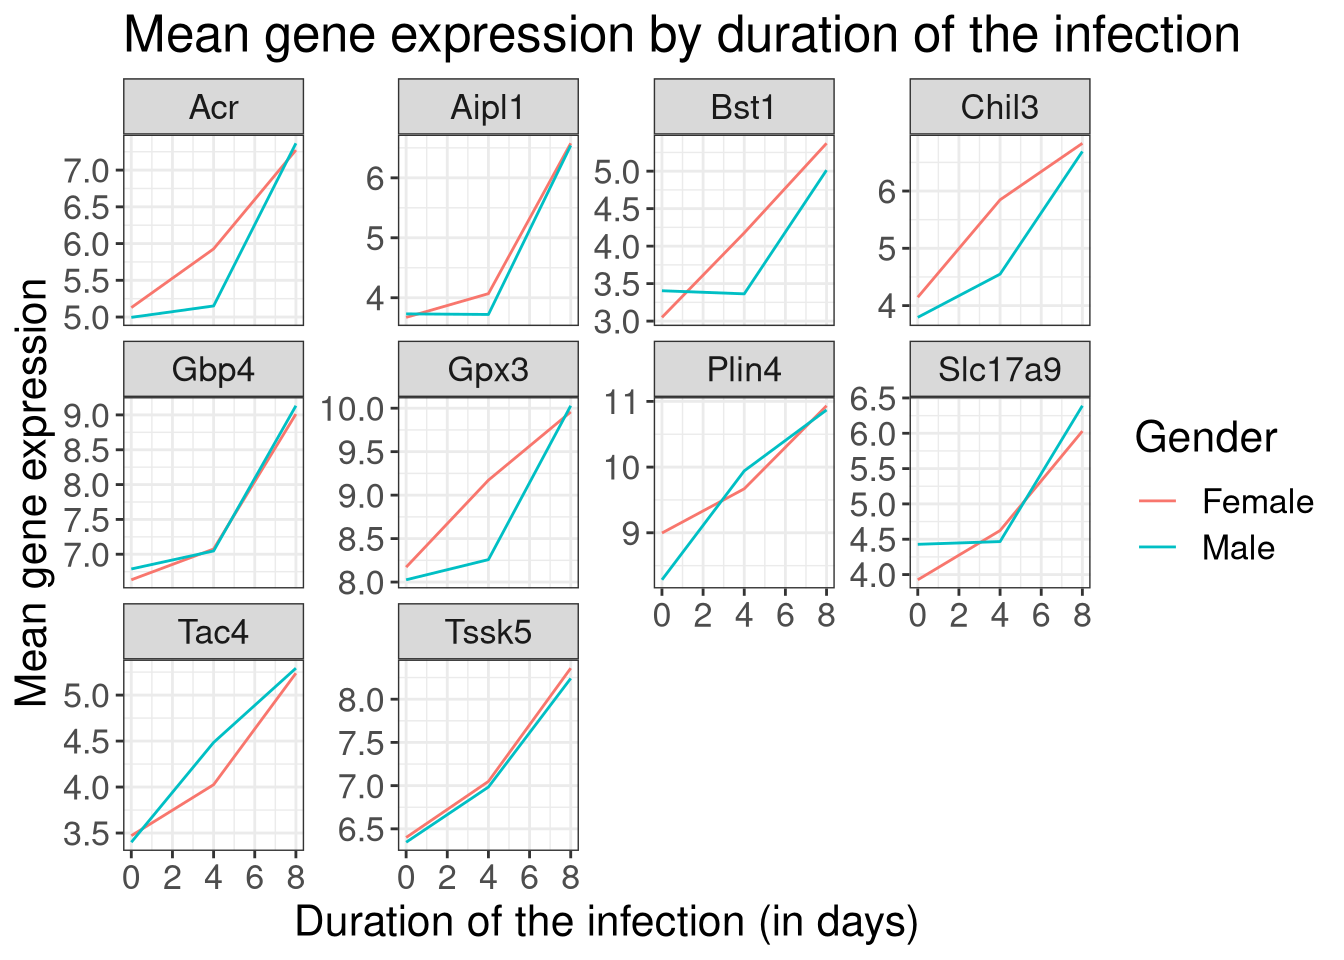 Mean gene expression by duration of the infection
Acr
Aipl1
Bst1
Chil3
7.0
6.5
6.0
5.5
5.0
6
5
4
5.0
4.5
4.0
3.5
3.0
6
5
4
Gbp4
Gpx3
Plin4
Slc17a9
9.0
8.5
8.0
7.5
7.0
10.0
9.5
9.0
8.5
8.0
11
10
9
6.5
6.0
5.5
5.0
4.5
4.0
0 2 4 6 8
0 2 4 6 8
Tac4
Tssk5
5.0
4.5
4.0
3.5
8.0
7.5
7.0
6.5
0 2 4 6 8
0 2 4 6 8
Mean gene expression
Duration of the infection (in days)
Gender
Female
Male